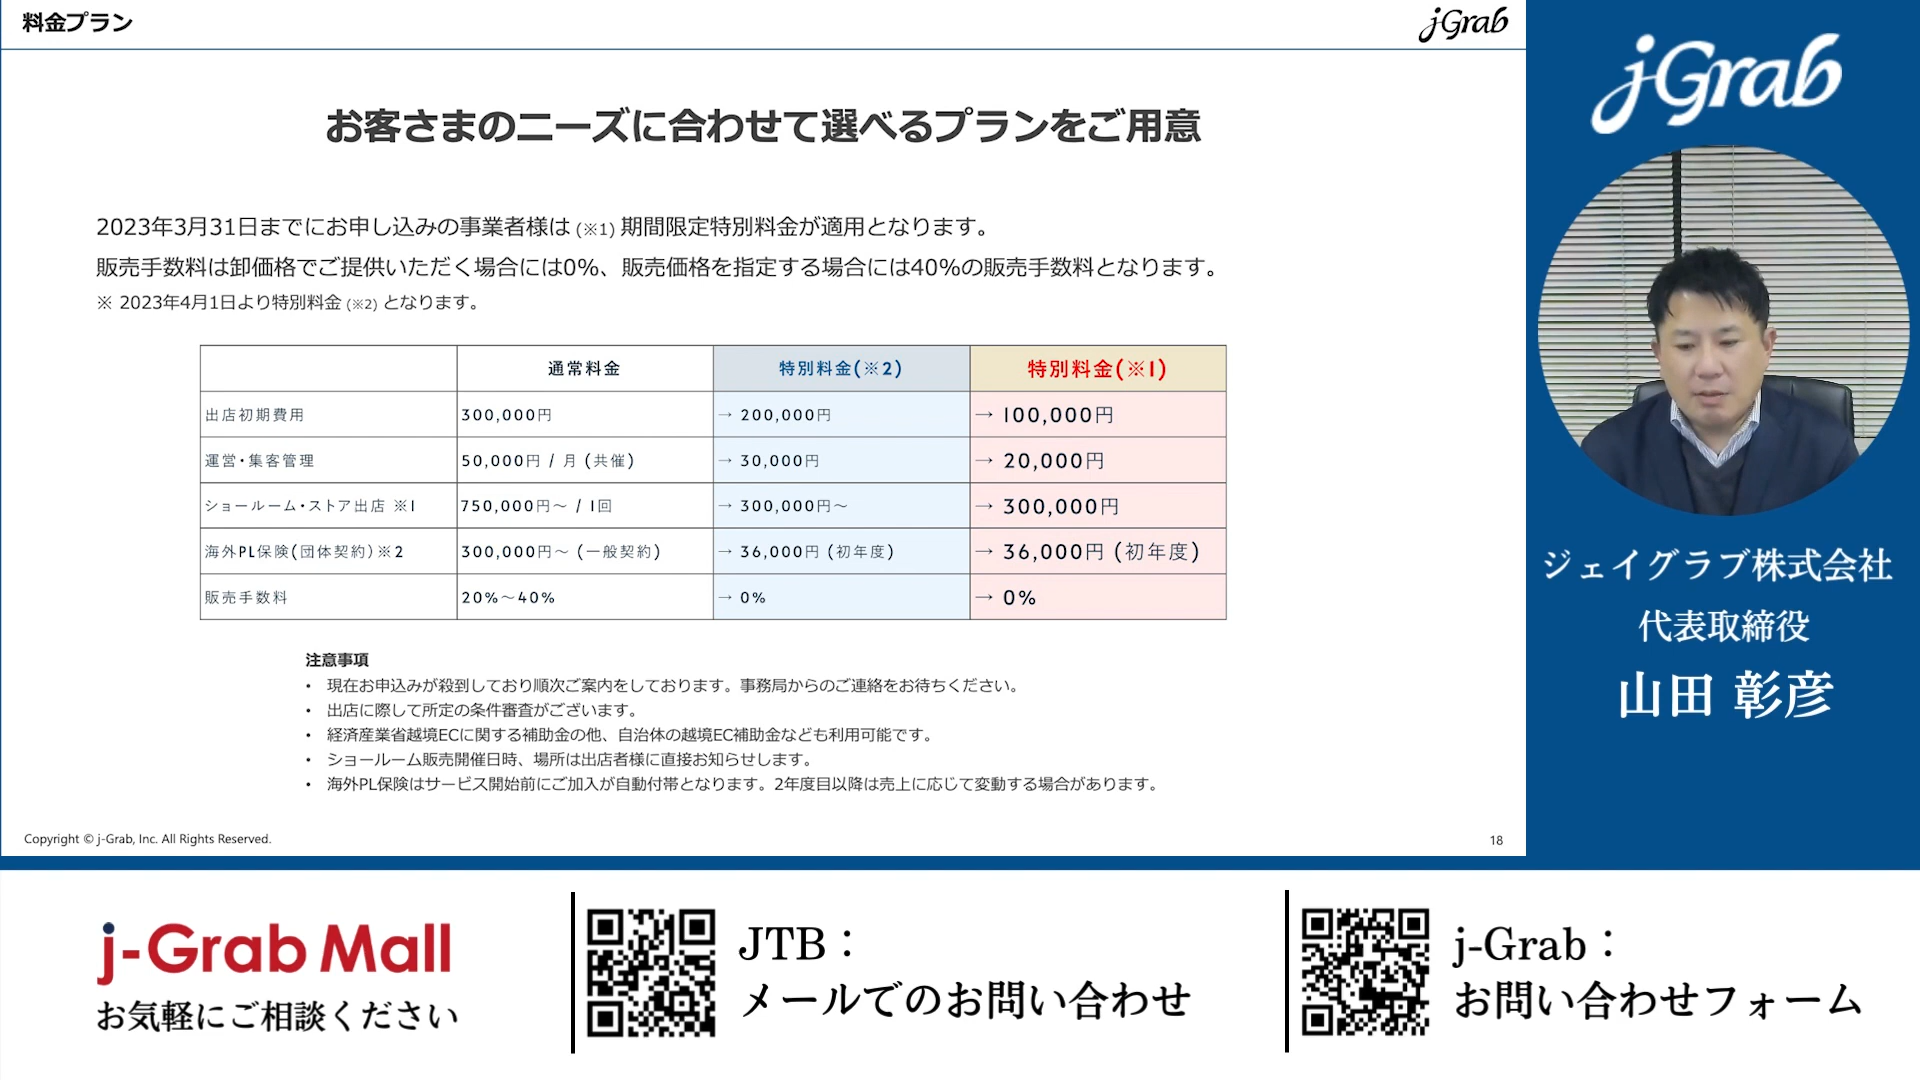 料金プラン
j-Grab
お客さまのニーズに合わせて選べるプランをご用意
2023年3月31日までにお申し込みの事業者様は (※1) 期間限定特別料金が適用となります。
販売手数料は卸価格でご提供いただく場合には0%、販売価格を指定する場合には40%の販売手数料となります。
※ 2023年4月1日より特別料金 (※2) となります。
通常料金 特別料金(※2) 特別料金(※1)
出店初期費用 300,000円 → 200,000円 → 100,000円
運営・集客管理 50,000円 / 月 (共催) → 30,000円 → 20,000円
ショールーム・ストア出店 ※1 750,000円～ / 1回 → 300,000円～ → 300,000円
海外PL保険(団体契約)※2 300,000円～ (一般契約) → 36,000円 (初年度) → 36,000円 (初年度)
販売手数料 20%～40% → 0% → 0%
注意事項
• 現在お申込みが殺到しており順次ご案内をしております。事務局からのご連絡をお待ちください。
• 出店に際して所定の条件審査がございます。
• 経済産業省越境ECに関する補助金の他、自治体の越境EC補助金なども利用可能です。
• ショールーム販売開催日時、場所は出店者様に直接お知らせします。
• 海外PL保険はサービス開始前にご加入が自動付帯となります。2年度目以降は売上に応じて変動する場合があります。
Copyright © j-Grab, Inc. All Rights Reserved.
18
j-Grab
ジェイグラブ株式会社
代表取締役
山田 彰彦
j-Grab Mall
お気軽にご相談ください
JTB：
メールでのお問い合わせ
j-Grab：
お問い合わせフォーム